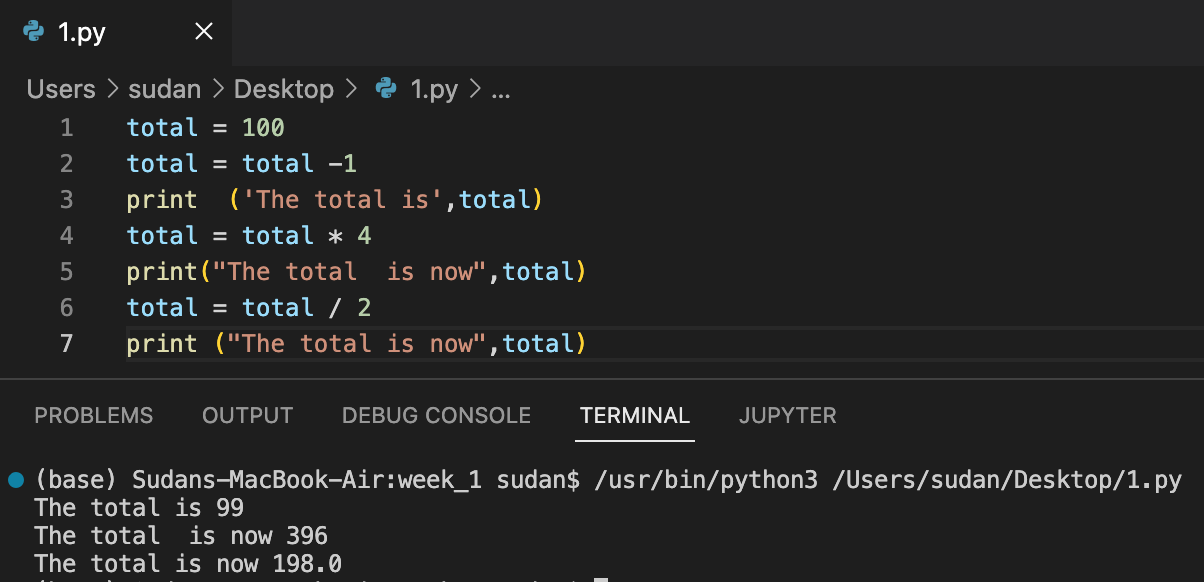 1.py ×
Users > sudan > Desktop > 1.py > ...
1 total = 100
2 total = total -1
3 print  ('The total is',total)
4 total = total * 4
5 print("The total  is now",total)
6 total = total / 2
7 print ("The total is now",total)
PROBLEMS OUTPUT DEBUG CONSOLE TERMINAL JUPYTER
(base) Sudans-MacBook-Air:week_1 sudan$ /usr/bin/python3 /Users/sudan/Desktop/1.py
The total is 99
The total  is now 396
The total is now 198.0